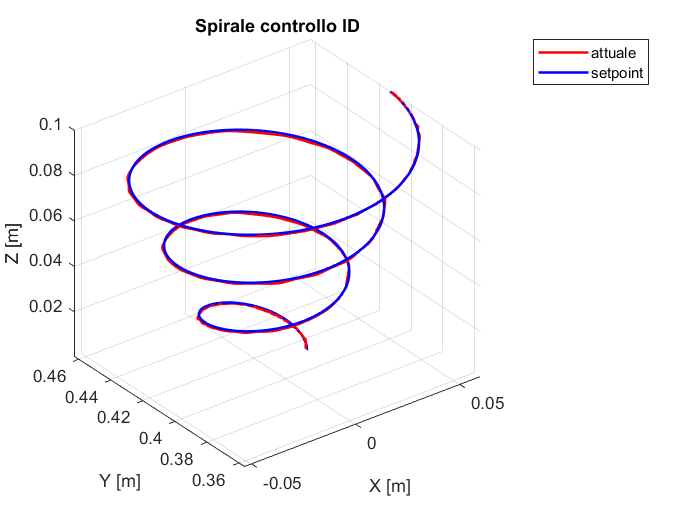 Spirale controllo ID
attuale
setpoint
0.1
0.08
0.06
0.04
0.02
Z [m]
0.46
0.44
0.42
0.4
0.38
0.36
Y [m]
-0.05
0
0.05
X [m]